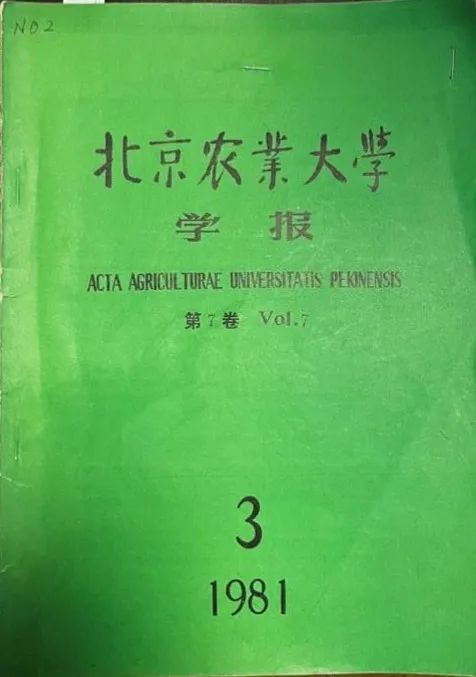 NO2
北京农業大學
学报
ACTA AGRICULTURAE UNIVERSITATIS PEKINENSIS
第7卷 Vol.7
3
1981